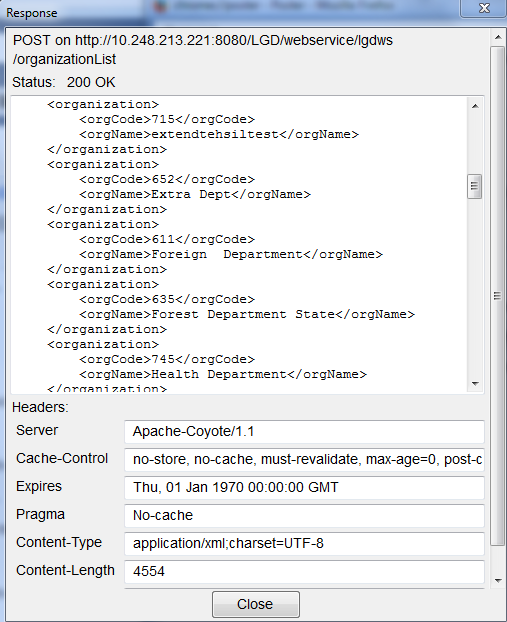 Response
POST on http://10.248.213.221:8080/LGD/webservice/lgdws
/organizationList
Status: 200 OK
<organization>
<orgCode>715</orgCode>
<orgName>extendtehsiltest</orgName>
</organization>
<organization>
<orgCode>652</orgCode>
<orgName>Extra Dept</orgName>
</organization>
<organization>
<orgCode>611</orgCode>
<orgName>Foreign  Department</orgName>
</organization>
<organization>
<orgCode>635</orgCode>
<orgName>Forest Department State</orgName>
</organization>
<organization>
<orgCode>745</orgCode>
<orgName>Health Department</orgName>
</organization>
Headers:
Server Apache-Coyote/1.1
Cache-Control no-store, no-cache, must-revalidate, max-age=0, post-c
Expires Thu, 01 Jan 1970 00:00:00 GMT
Pragma No-cache
Content-Type application/xml;charset=UTF-8
Content-Length 4554
Close